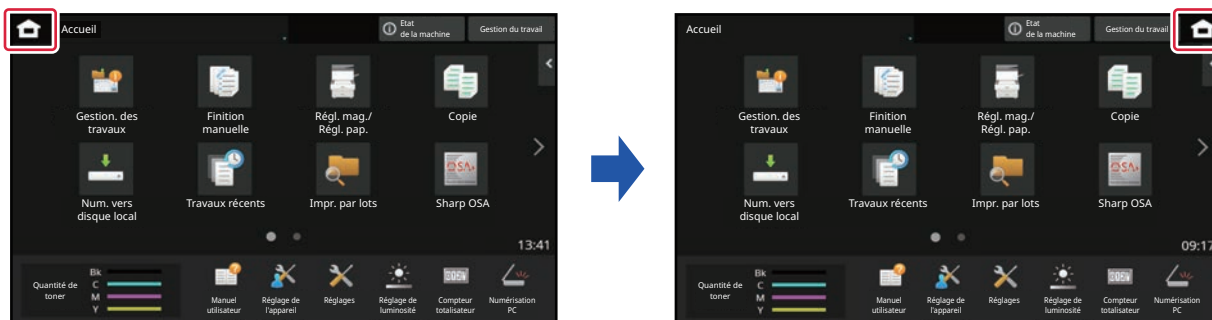 Accueil
Etat
de la machine
Gestion du travail
Gestion. des
travaux
Finition
manuelle
Régl. mag./
Régl. pap.
Copie
OSA
Num. vers
disque local
Travaux récents
Impr. par lots
Sharp OSA
13:41
Quantité de
toner
Bk
C
M
Y
Manuel
utilisateur
Réglage de
l'appareil
Réglages
Réglage de
luminosité
Compteur
totalisateur
Numérisation
PC
Accueil
Etat
de la machine
Gestion du travail
Gestion. des
travaux
Finition
manuelle
Régl. mag./
Régl. pap.
Copie
OSA
Num. vers
disque local
Travaux récents
Impr. par lots
Sharp OSA
09:17
Quantité de
toner
Bk
C
M
Y
Manuel
utilisateur
Réglage de
l'appareil
Réglages
Réglage de
luminosité
Compteur
totalisateur
Numérisation
PC